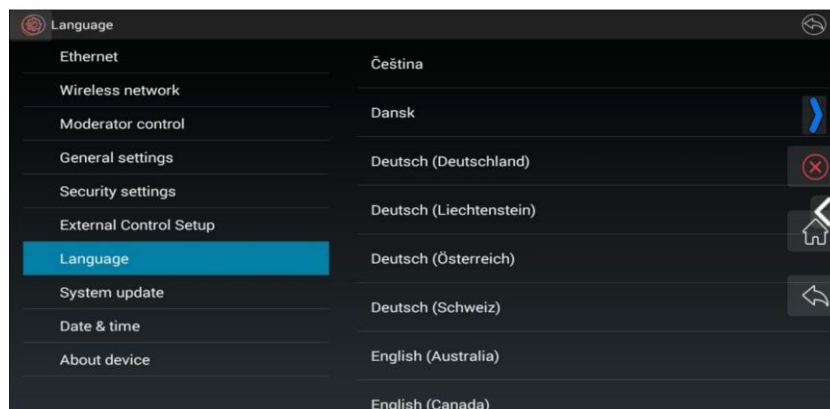 Language
Ethernet
Wireless network
Moderator control
General settings
Security settings
External Control Setup
Language
System update
Date & time
About device
Čeština
Dansk
Deutsch (Deutschland)
Deutsch (Liechtenstein)
Deutsch (Österreich)
Deutsch (Schweiz)
English (Australia)
English (Canada)